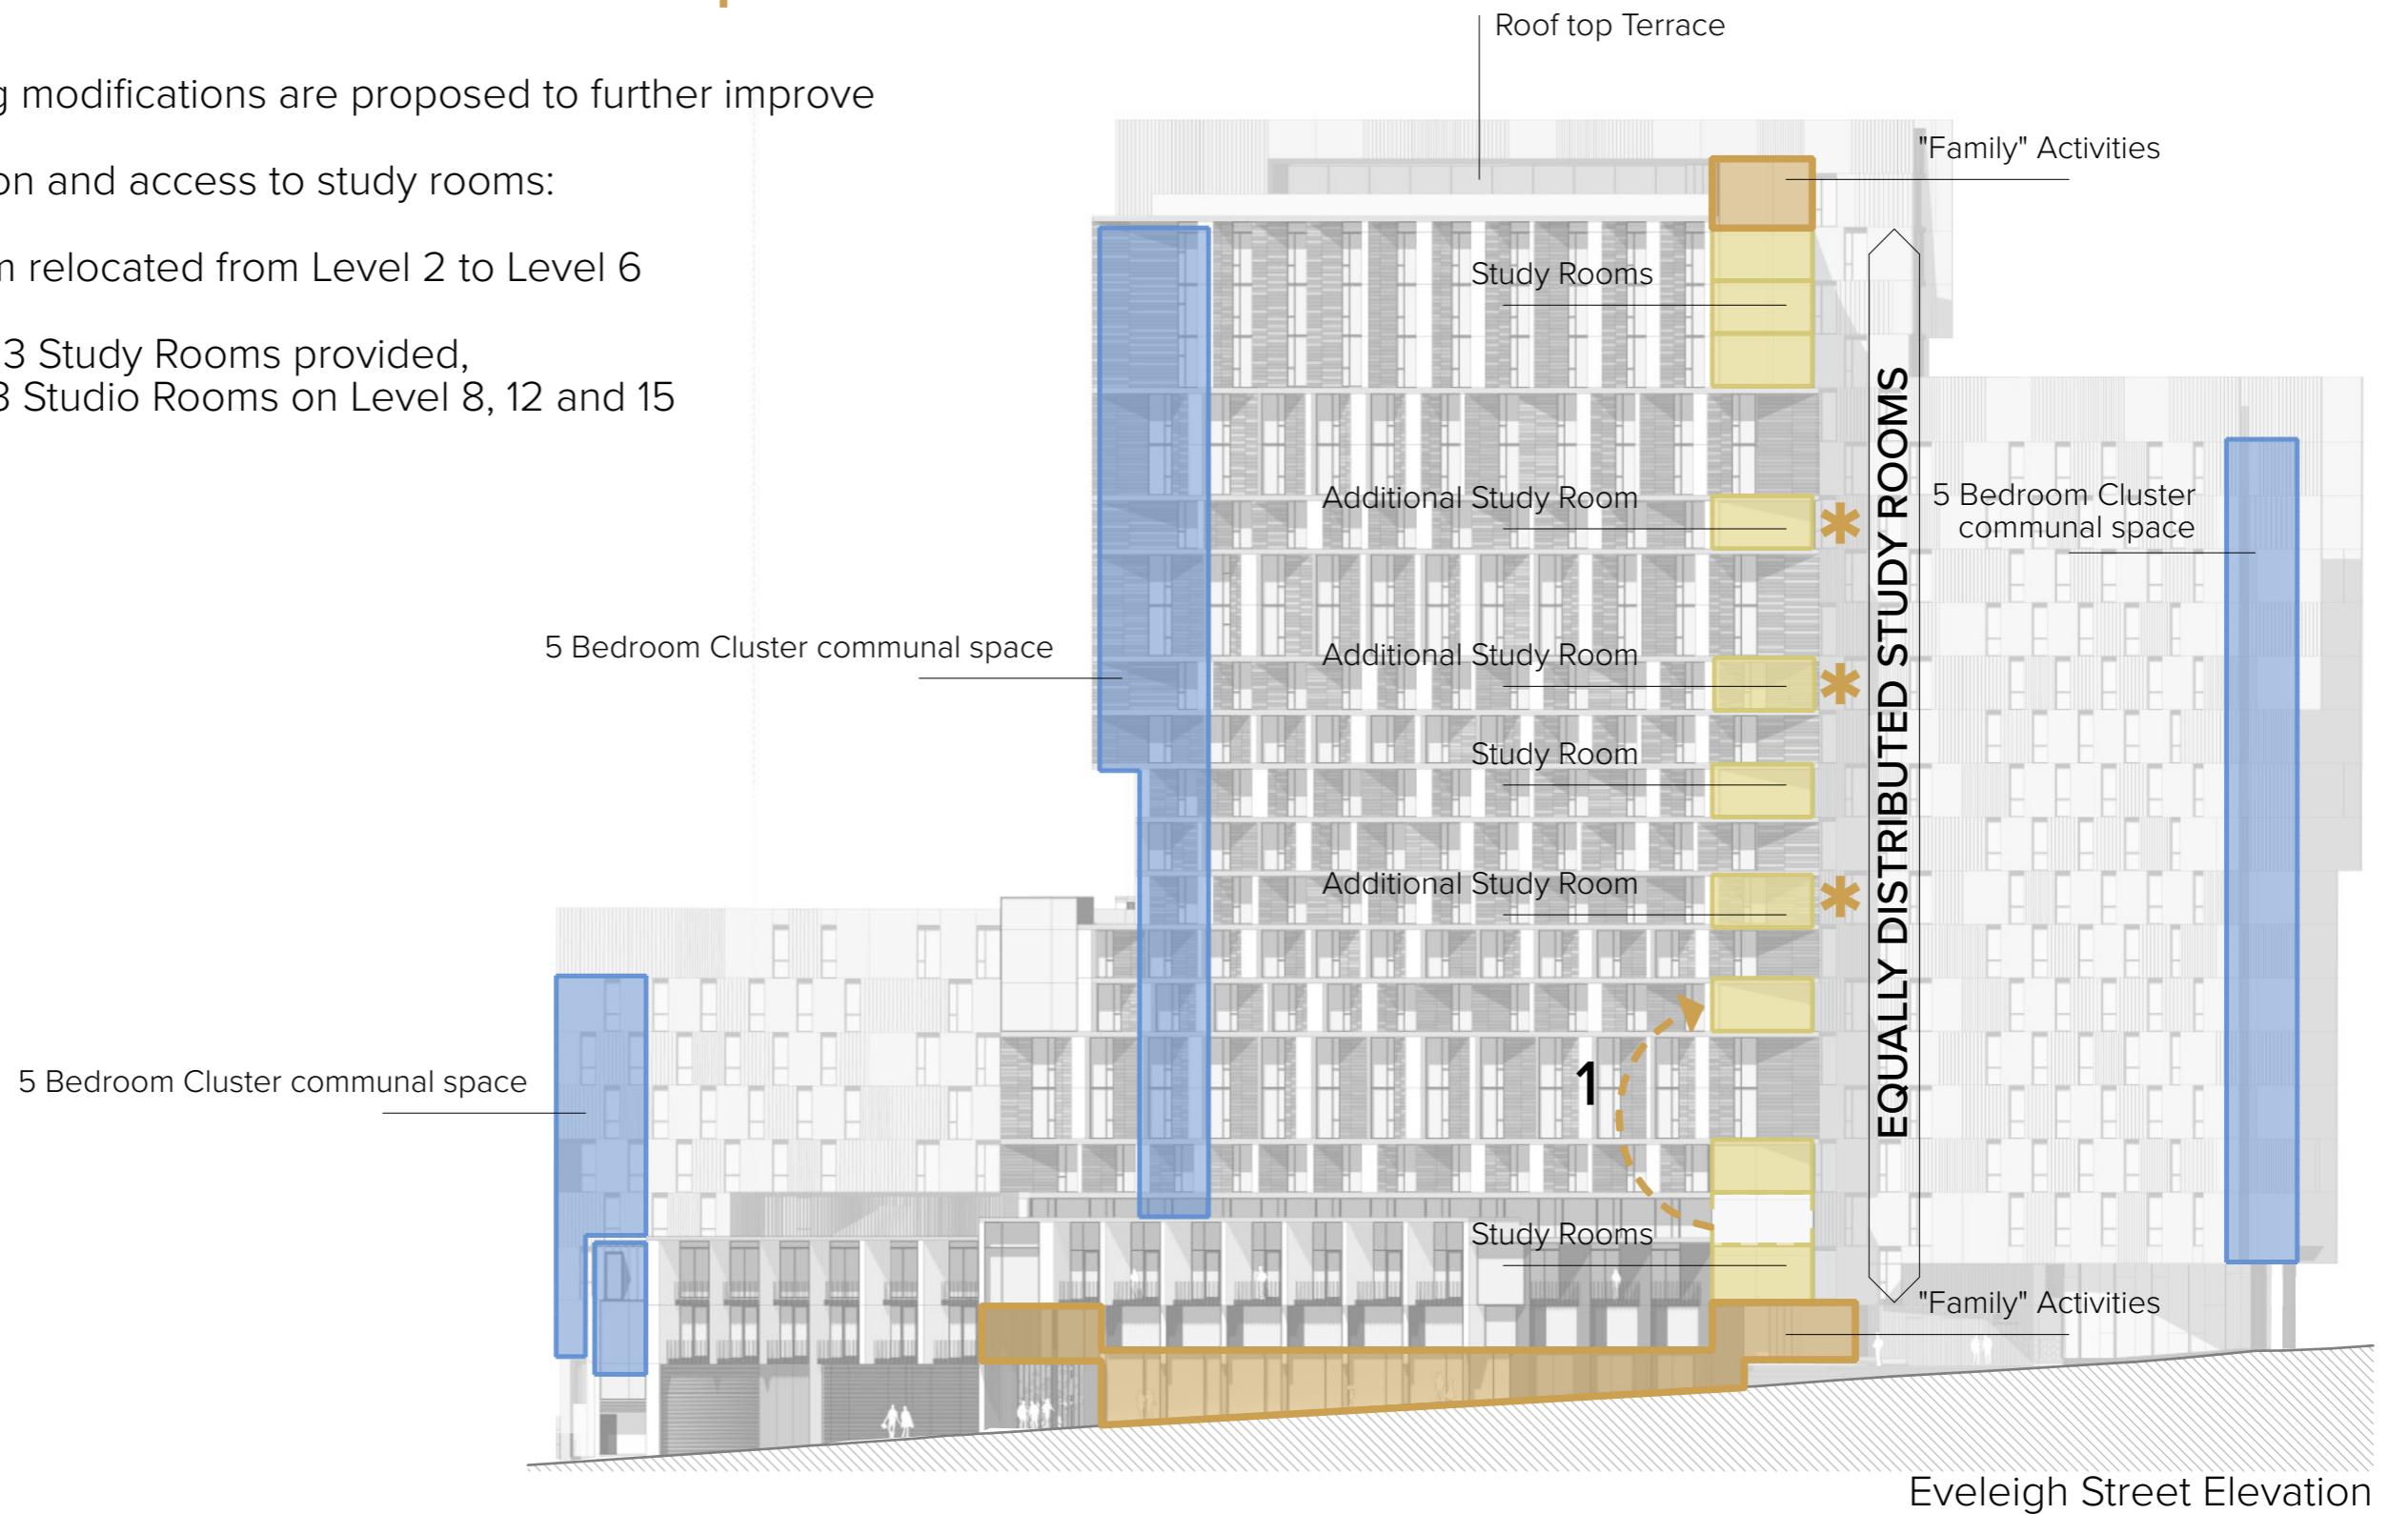 g modifications are proposed to further improve
on and access to study rooms:
relocated from Level 2 to Level 6
3 Study Rooms provided,
3 Studio Rooms on Level 8, 12 and 15
Roof top Terrace
"Family" Activities
Study Rooms
Additional Study Room
*
5 Bedroom Cluster
communal space
5 Bedroom Cluster communal space
Additional Study Room
*
Study Room
Additional Study Room
*
EQUALLY DISTRIBUTED STUDY ROOMS
5 Bedroom Cluster communal space
1
Study Rooms
"Family" Activities
Eveleigh Street Elevation